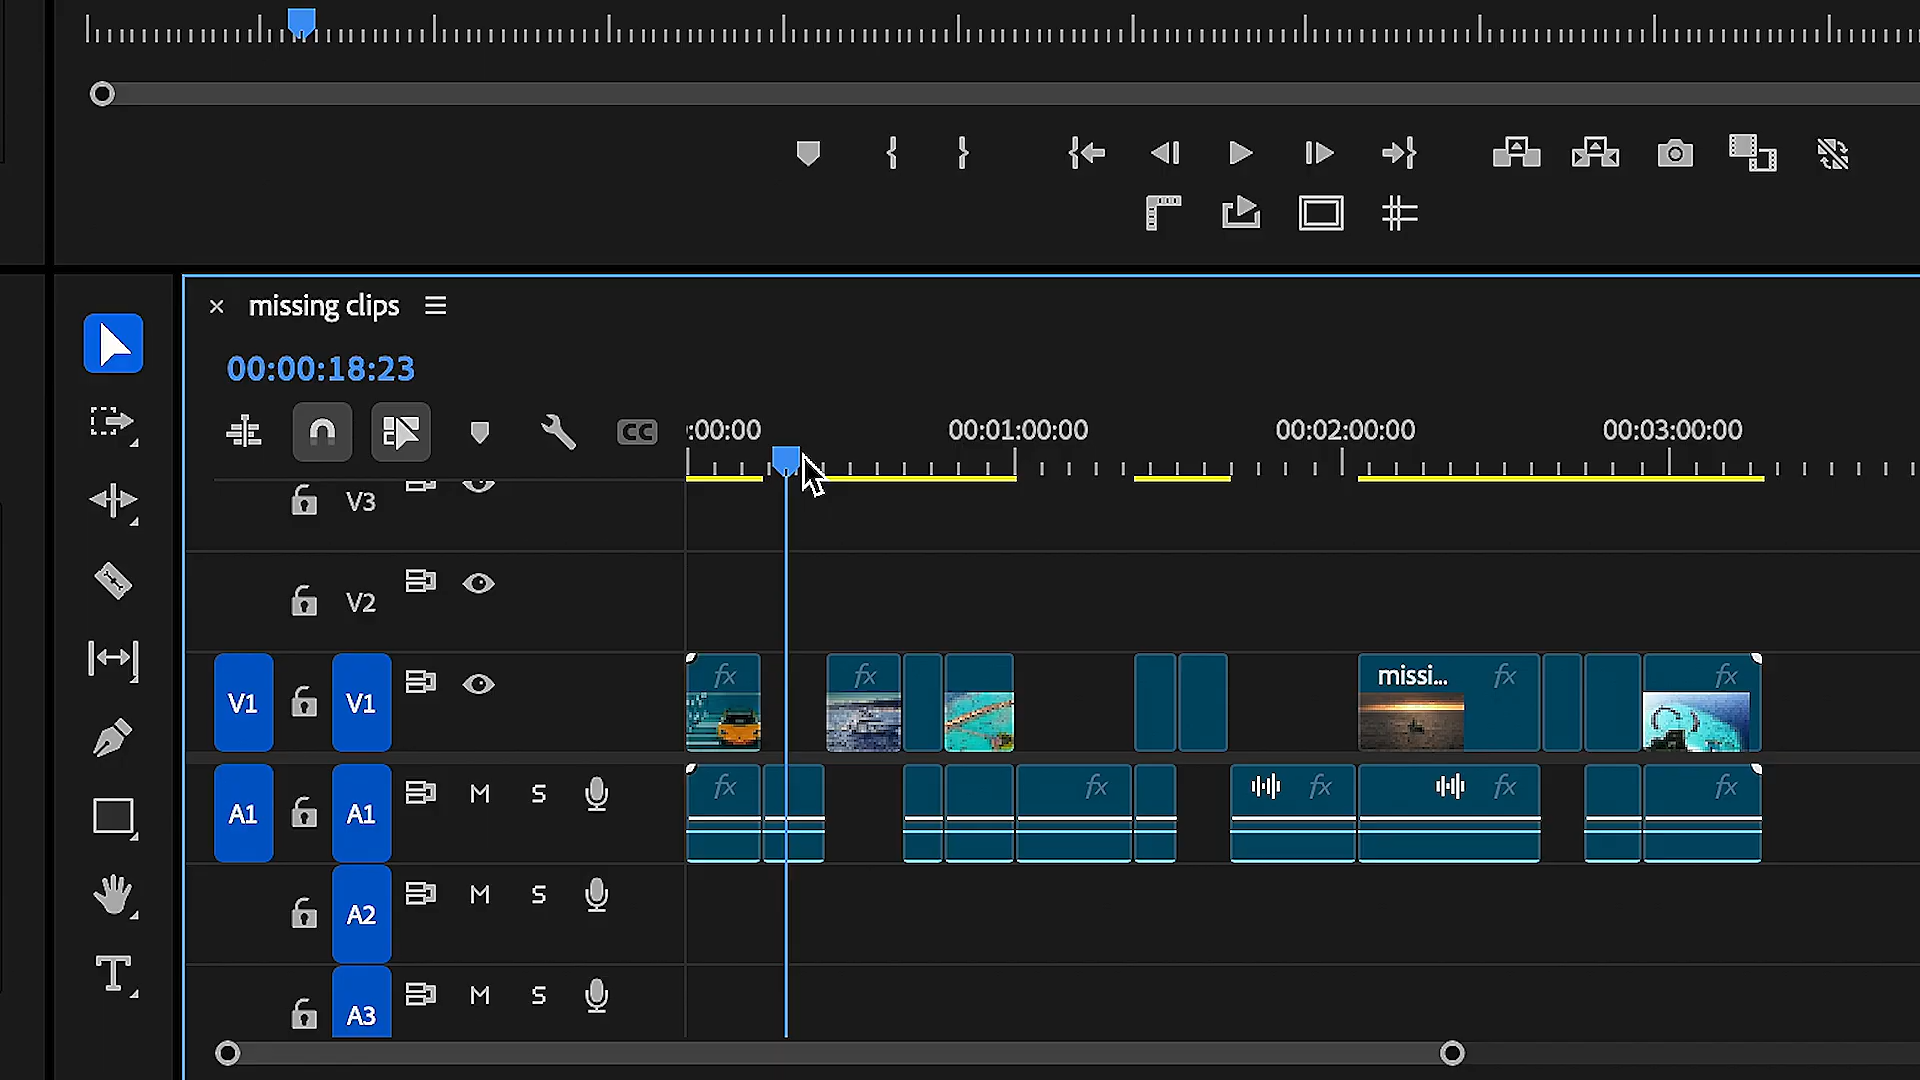 missing clips
00:00:18:23
CC
:00:00
00:01:00:00
00:02:00:00
00:03:00:00
V3
V2
V1
V1
fx
fx
missi...
fx
fx
A1
A1
M
S
fx
fx
fx
fx
fx
A2
M
S
A3
M
S